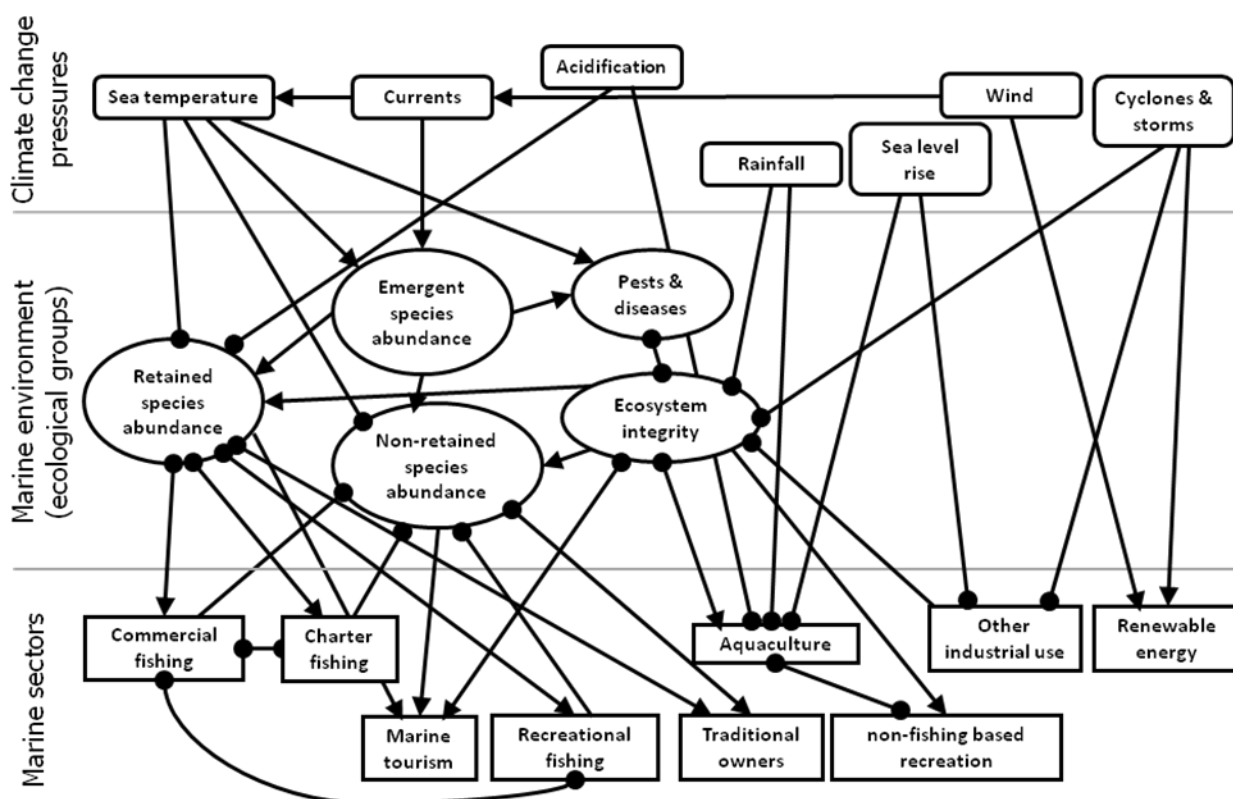 Climate change
pressures
Acidification
Sea temperature
Currents
Wind
Cyclones &
storms
Rainfall
Sea level
rise
Marine environment
(ecological groups)
Emergent
species
abundance
Pests &
diseases
Retained
species
abundance
Ecosystem
integrity
Non-retained
species
abundance
Marine sectors
Commercial
fishing
Charter
fishing
Aquaculture
Other
industrial use
Renewable
energy
Marine
tourism
Recreational
fishing
Traditional
owners
non-fishing based
recreation